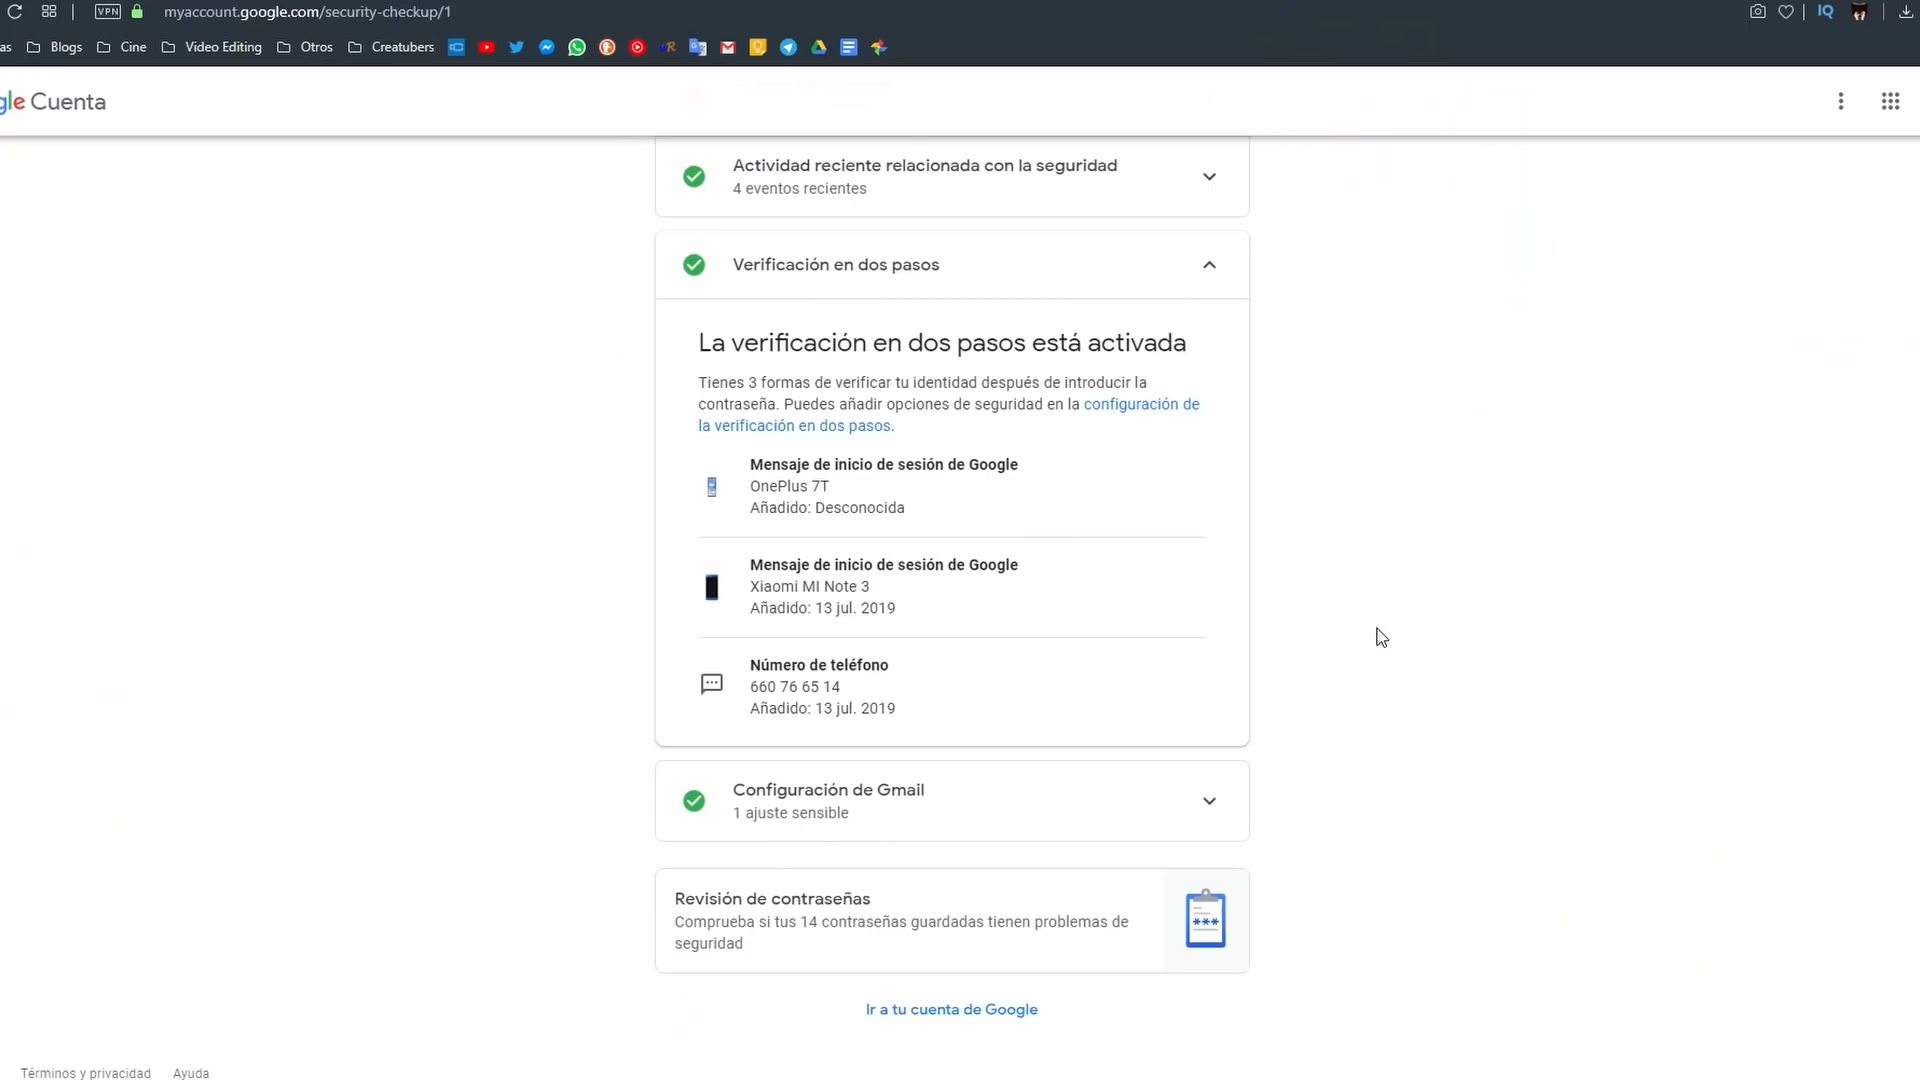 VPN myaccount.google.com/security-checkup/1 IQ
as Blogs Cine Video Editing Otros Creatubers
gle Cuenta
Actividad reciente relacionada con la seguridad
4 eventos recientes
Verificación en dos pasos
La verificación en dos pasos está activada
Tienes 3 formas de verificar tu identidad después de introducir la
contraseña. Puedes añadir opciones de seguridad en la configuración de
la verificación en dos pasos.
Mensaje de inicio de sesión de Google
OnePlus 7T
Añadido: Desconocida
Mensaje de inicio de sesión de Google
Xiaomi MI Note 3
Añadido: 13 jul. 2019
Número de teléfono
660 76 65 14
Añadido: 13 jul. 2019
Configuración de Gmail
1 ajuste sensible
Revisión de contraseñas
Comprueba si tus 14 contraseñas guardadas tienen problemas de
seguridad
***
Ir a tu cuenta de Google
Términos y privacidad Ayuda